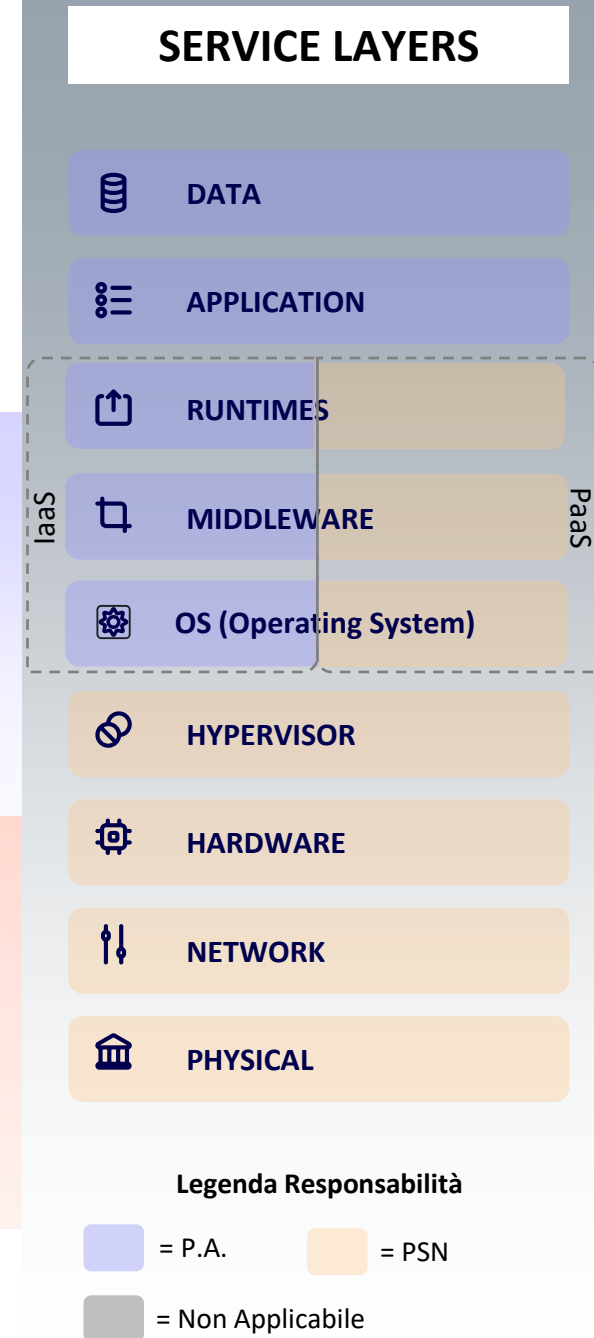 SERVICE LAYERS
DATA
APPLICATION
RUNTIMES
IaaS
MIDDLEWARE
PaaS
OS (Operating System)
HYPERVISOR
HARDWARE
NETWORK
PHYSICAL
Legenda Responsabilità
= P.A.
= PSN
= Non Applicabile